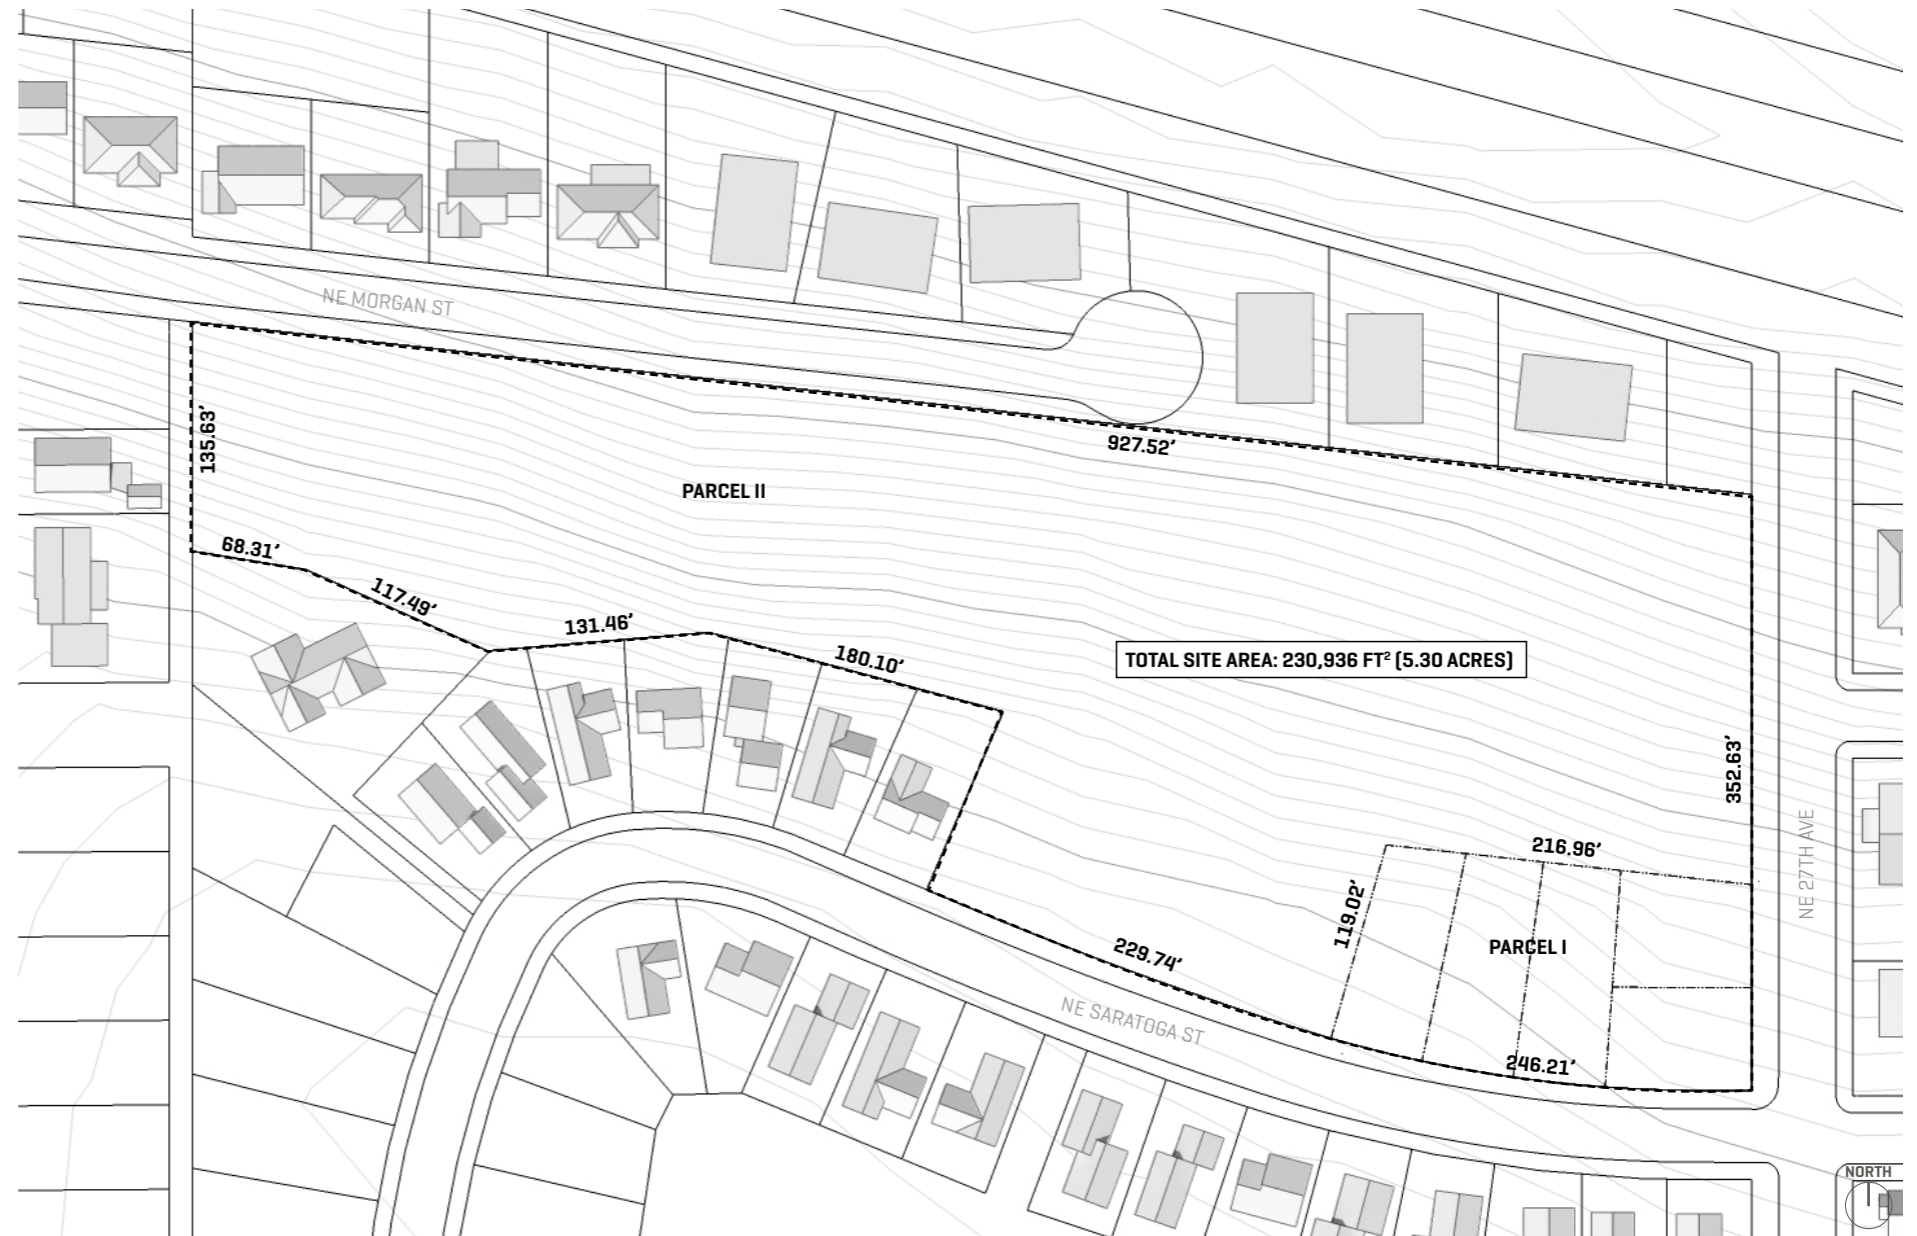 NE MORGAN ST
135.63’
927.52’
PARCEL II
68.31’
117.49’
131.46’
180.10’
TOTAL SITE AREA: 230,936 FT² (5.30 ACRES)
352.63’
NE 27TH AVE
216.96’
119.02’
PARCEL I
229.74’
NE SARATOGA ST
246.21’
NORTH